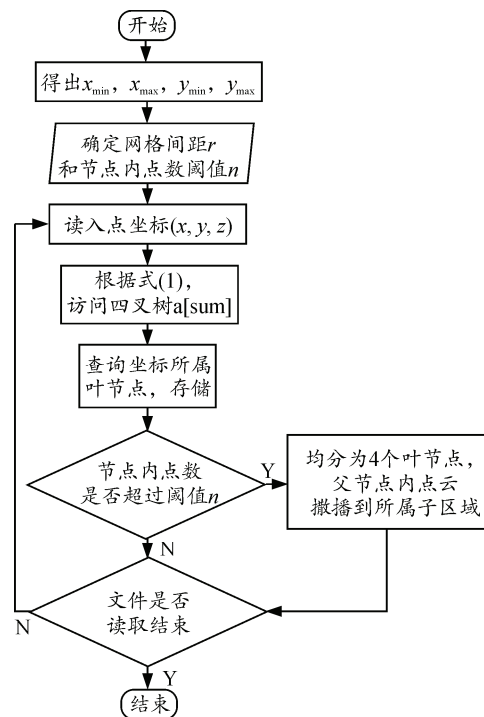 开始
得出xmin，xmax，ymin，ymax
确定网格间距r
和节点内点数阈值n
读入点坐标(x, y, z)
根据式(1)，
访问四叉树a[sum]
查询坐标所属
叶节点，存储
节点内点数
是否超过阈值n
Y
均分为4个叶节点，
父节点内点云
撒播到所属子区域
N
文件是否
读取结束
N
Y
结束